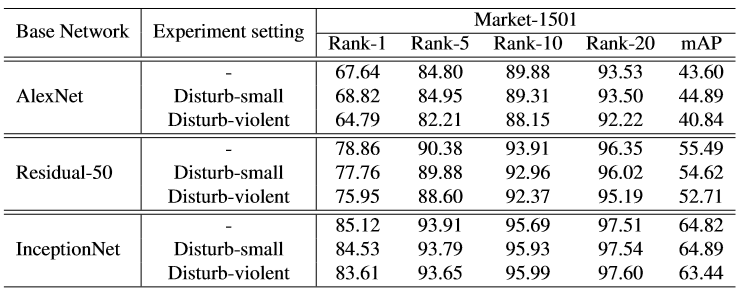 Base Network Experiment setting Market-1501
Rank-1 Rank-5 Rank-10 Rank-20 mAP
- 67.64 84.80 89.88 93.53 43.60
AlexNet Disturb-small 68.82 84.95 89.31 93.50 44.89
Disturb-violent 64.79 82.21 88.15 92.22 40.84
- 78.86 90.38 93.91 96.35 55.49
Residual-50 Disturb-small 77.76 89.88 92.96 96.02 54.62
Disturb-violent 75.95 88.60 92.37 95.19 52.71
- 85.12 93.91 95.69 97.51 64.82
InceptionNet Disturb-small 84.53 93.79 95.93 97.54 64.89
Disturb-violent 83.61 93.65 95.99 97.60 63.44